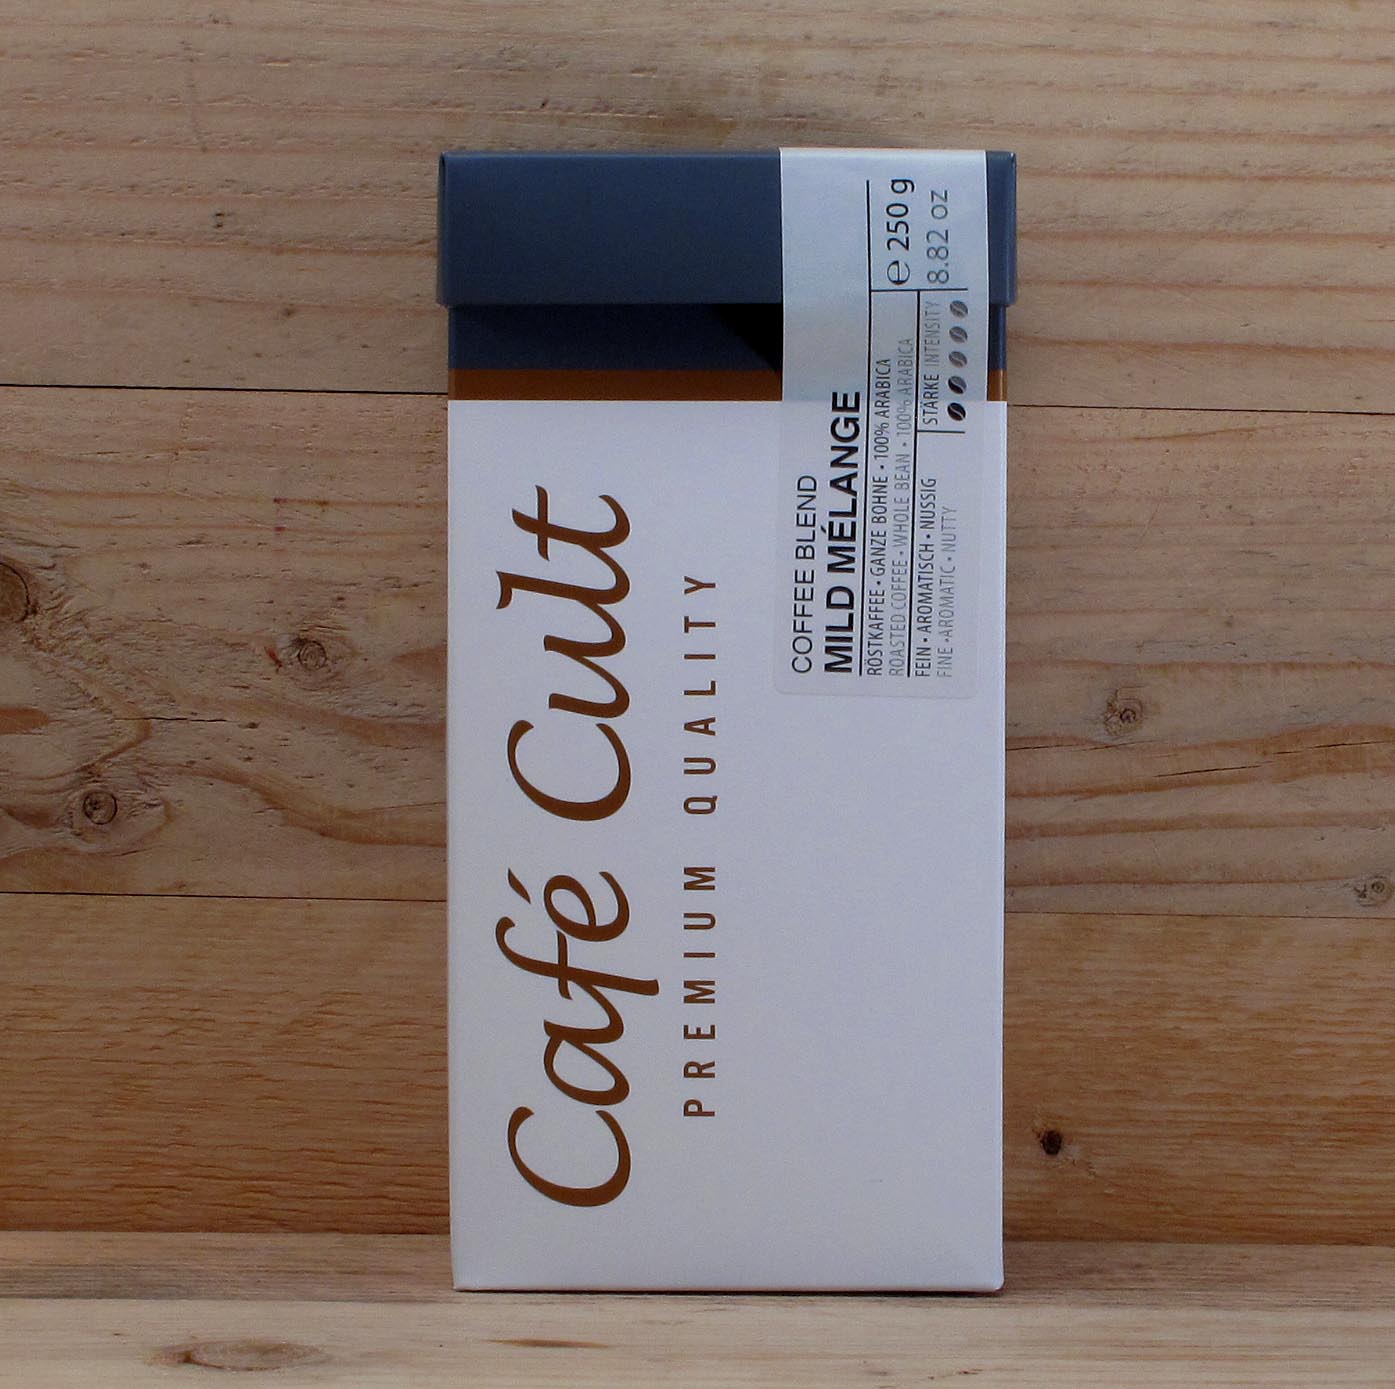 Café Cult
PREMIUM QUALITY
COFFEE BLEND
MILD MÉLANGE
RÖSTKAFFEE • GANZE BOHNE • 100% ARABICA
ROASTED COFFEE • WHOLE BEAN • 100% ARABICA
FEIN • AROMATISCH • NUSSIG
FINE • AROMATIC • NUTTY
STÄRKE INTENSITY
℮ 250 g
8.82 oz